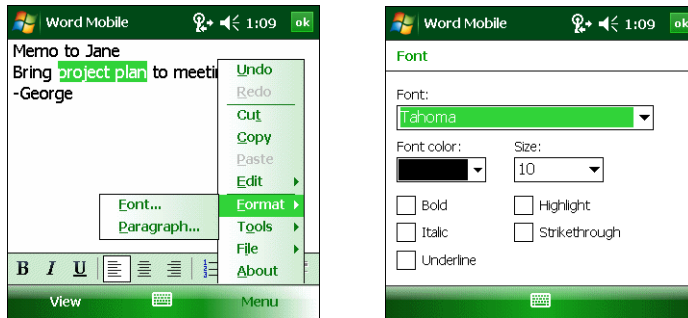 Word Mobile 1:09 ok
Memo to Jane
Bring project plan to meeti
-George
Undo
Redo
Cut
Copy
Paste
Edit
Format
Tools
File
About
Font...
Paragraph...
B I U
View Menu
Word Mobile 1:09 ok
Font
Font:
Tahoma
Font color: Size:
10
Bold Highlight
Italic Strikethrough
Underline